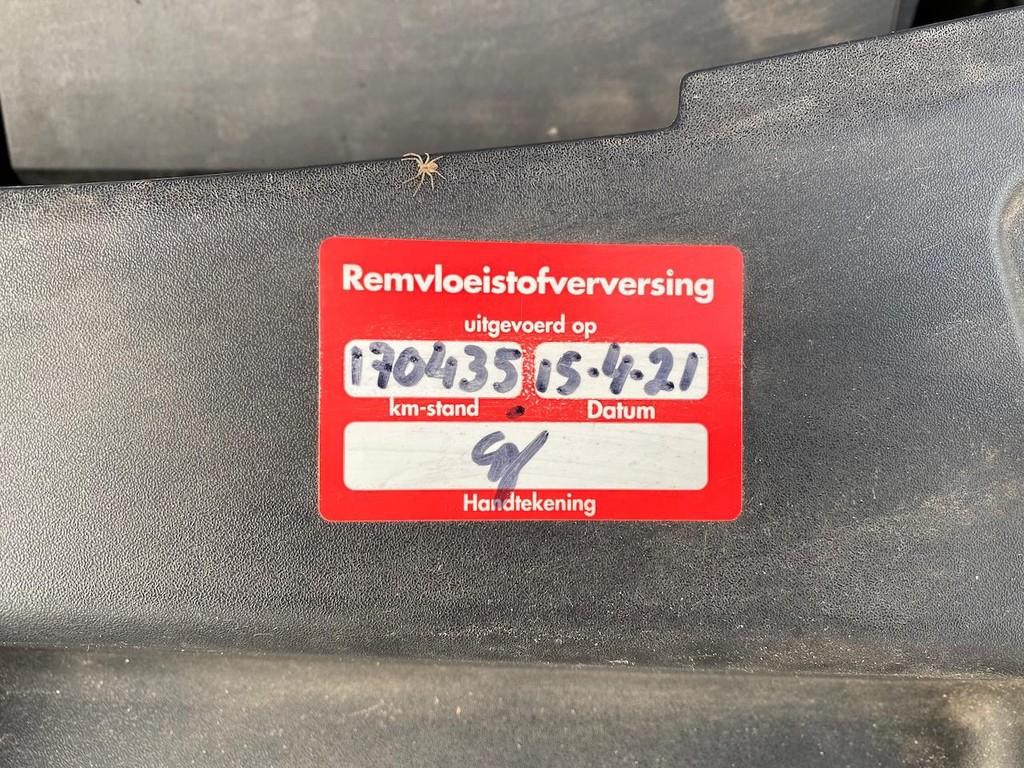 Remvloeistofverversing
uitgevoerd op
170435 15-4-21
km-stand Datum
Handtekening